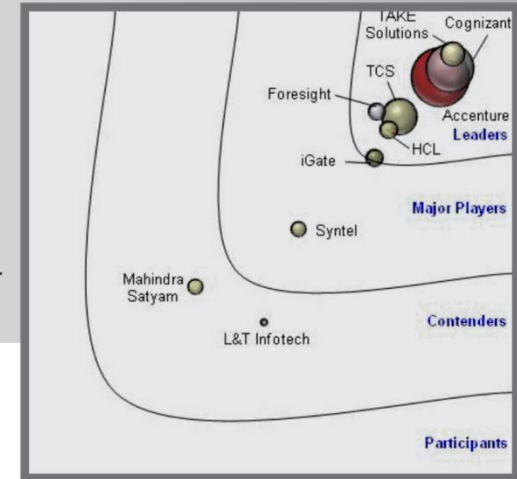 TAKE
Solutions
Cognizant
TCS
Foresight
Accenture
Leaders
HCL
iGate
Major Players
Syntel
Mahindra
Satyam
Contenders
L&T Infotech
Participants